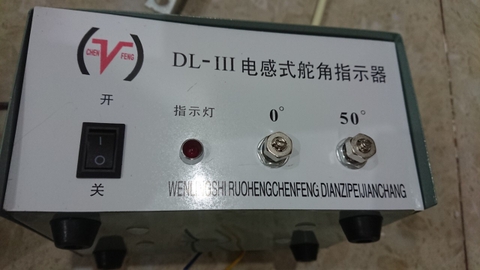 CHEN FENG
DL-III 电感式舵角指示器
开
指示灯
0°
50°
关
WENLINGSHI RUOHENGCHENFENG DIANZIPEIJIANCHANG